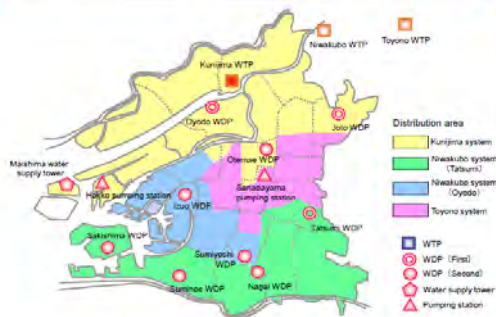 Niwakubo WTP
Toyono WTP
Kunijima WTP
Oyodo WDP
Joto WDP
Distribution area
Kunijima system
Otemae WDP
Maishima water
supply tower
Niwakubo system
(Tatsumi)
Hokko pumping station
Sanadayama
pumping station
Niwakubo system
(Oyodo)
Izuo WDP
Toyono system
Tatsumi WDP
Sakishima WDP
WTP
Sumiyoshi
WDP
WDP (First)
Suminoe WDP
Nagai WDP
WDP (Second)
Water supply tower
Pumping station